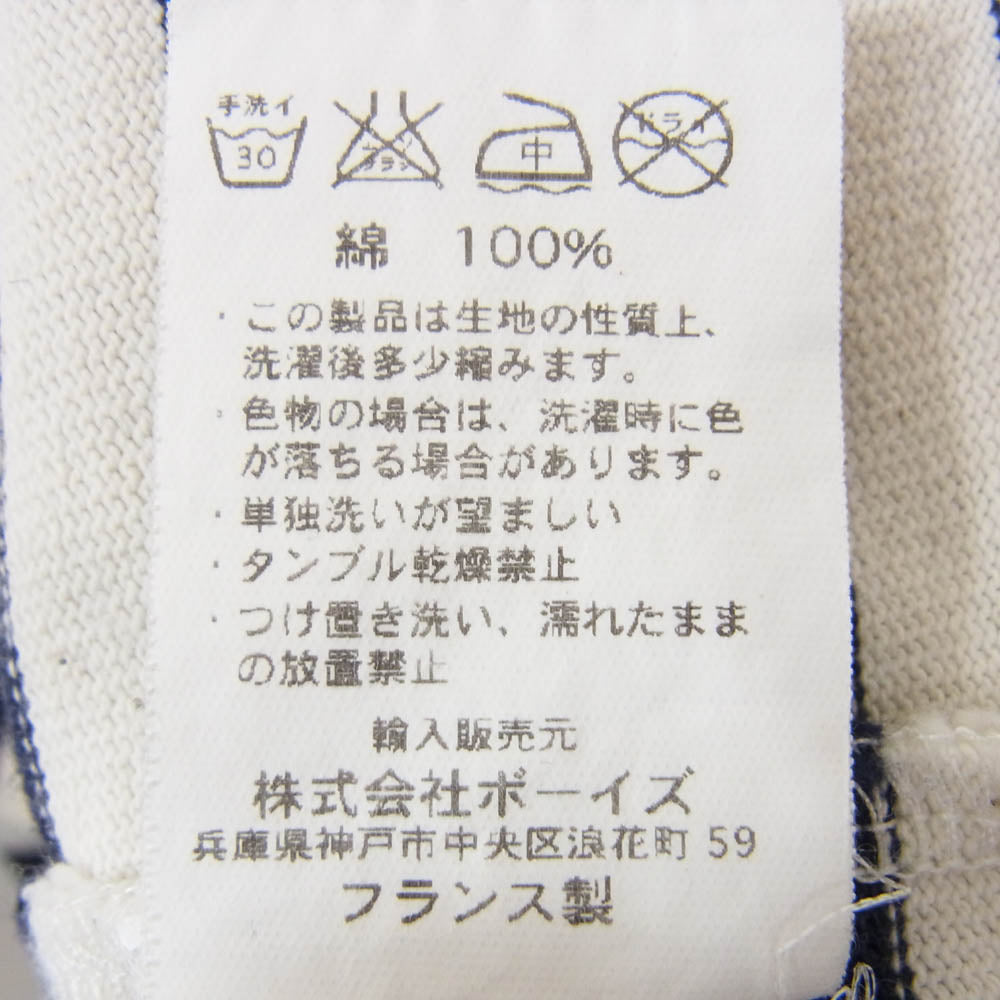 手洗イ ドライ
30 エンソサラシ 中
綿 100%
・この製品は生地の性質上、
洗濯後多少縮みます。
・色物の場合は、洗濯時に色
が落ちる場合があります。
・単独洗いが望ましい
・タンブル乾燥禁止
・つけ置き洗い、濡れたまま
の放置禁止
輸入販売元
株式会社ボーイズ
兵庫県神戸市中央区浪花町 59
フランス製